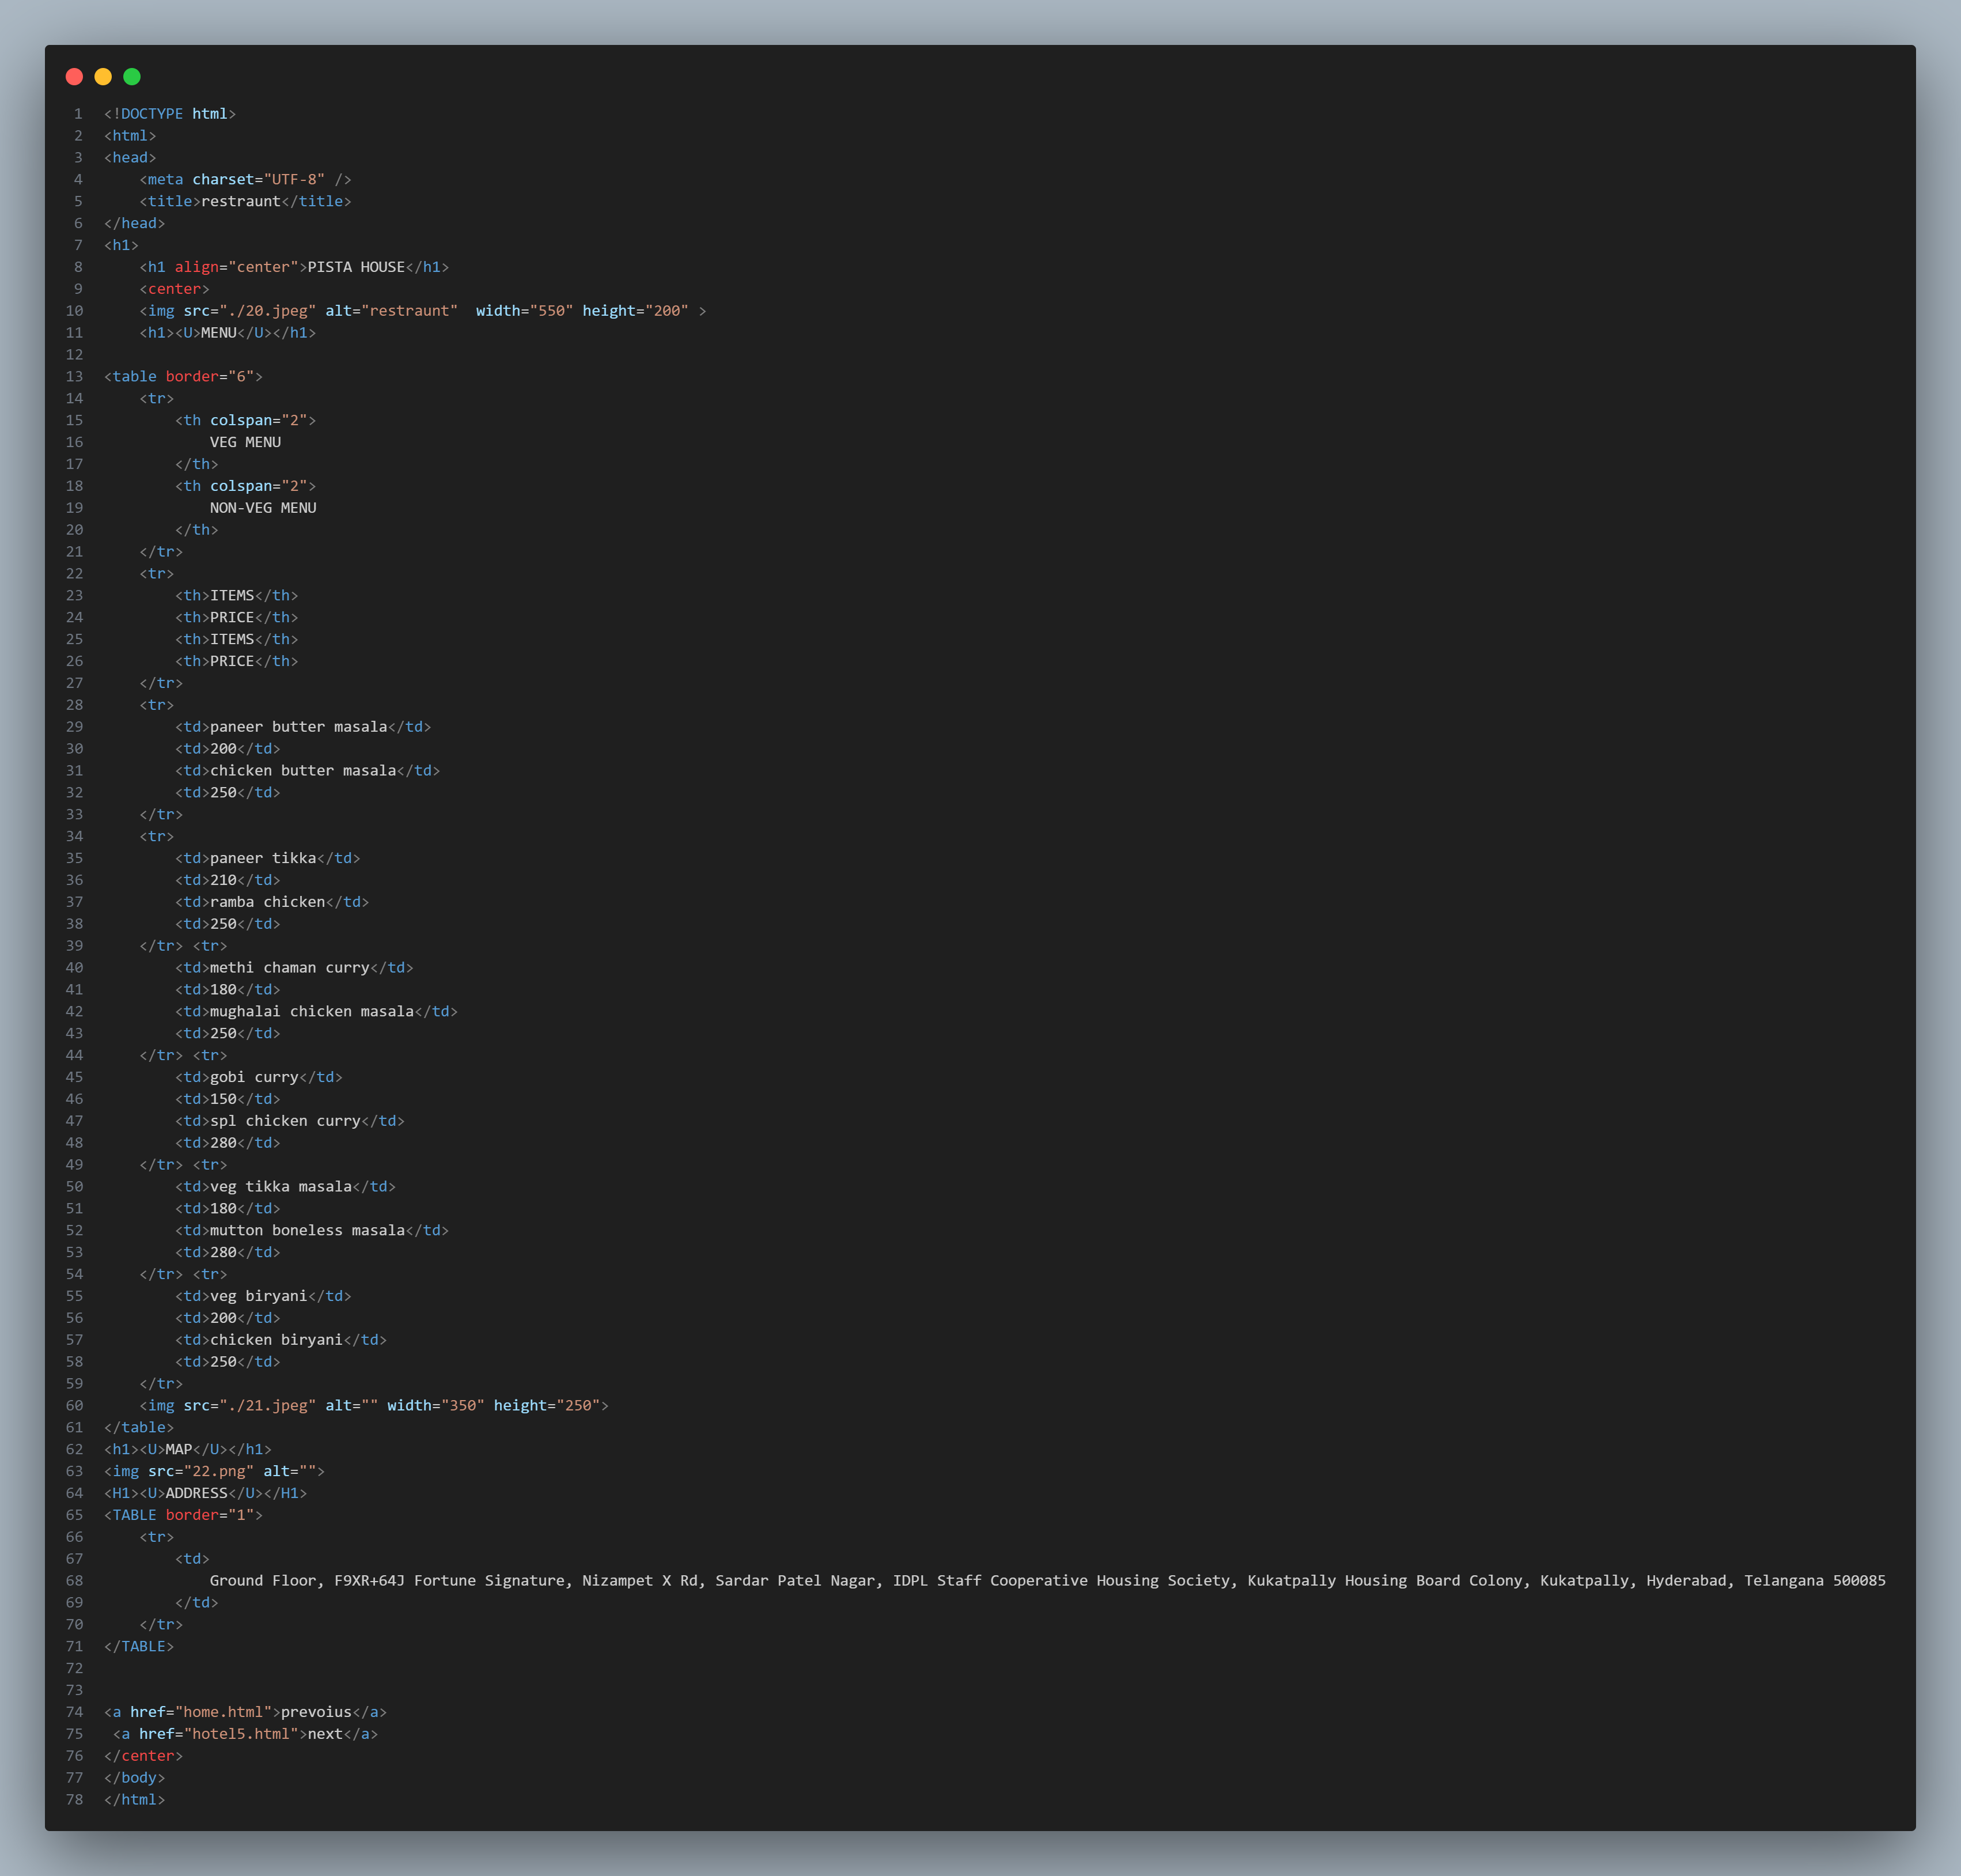 1 <!DOCTYPE html>
2 <html>
3 <head>
4     <meta charset="UTF-8" />
5     <title>restraunt</title>
6 </head>
7 <h1>
8     <h1 align="center">PISTA HOUSE</h1>
9     <center>
10     <img src="./20.jpeg" alt="restraunt"  width="550" height="200" >
11     <h1><U>MENU</U></h1>
12
13 <table border="6">
14     <tr>
15         <th colspan="2">
16             VEG MENU
17         </th>
18         <th colspan="2">
19             NON-VEG MENU
20         </th>
21     </tr>
22     <tr>
23         <th>ITEMS</th>
24         <th>PRICE</th>
25         <th>ITEMS</th>
26         <th>PRICE</th>
27     </tr>
28     <tr>
29         <td>paneer butter masala</td>
30         <td>200</td>
31         <td>chicken butter masala</td>
32         <td>250</td>
33     </tr>
34     <tr>
35         <td>paneer tikka</td>
36         <td>210</td>
37         <td>ramba chicken</td>
38         <td>250</td>
39     </tr> <tr>
40         <td>methi chaman curry</td>
41         <td>180</td>
42         <td>mughalai chicken masala</td>
43         <td>250</td>
44     </tr> <tr>
45         <td>gobi curry</td>
46         <td>150</td>
47         <td>spl chicken curry</td>
48         <td>280</td>
49     </tr> <tr>
50         <td>veg tikka masala</td>
51         <td>180</td>
52         <td>mutton boneless masala</td>
53         <td>280</td>
54     </tr> <tr>
55         <td>veg biryani</td>
56         <td>200</td>
57         <td>chicken biryani</td>
58         <td>250</td>
59     </tr>
60     <img src="./21.jpeg" alt="" width="350" height="250">
61 </table>
62 <h1><U>MAP</U></h1>
63 <img src="22.png" alt="">
64 <H1><U>ADDRESS</U></H1>
65 <TABLE border="1">
66     <tr>
67         <td>
68             Ground Floor, F9XR+64J Fortune Signature, Nizampet X Rd, Sardar Patel Nagar, IDPL Staff Cooperative Housing Society, Kukatpally Housing Board Colony, Kukatpally, Hyderabad, Telangana 500085
69         </td>
70     </tr>
71 </TABLE>
72
73
74 <a href="home.html">prevoius</a>
75  <a href="hotel5.html">next</a>
76 </center>
77 </body>
78 </html>